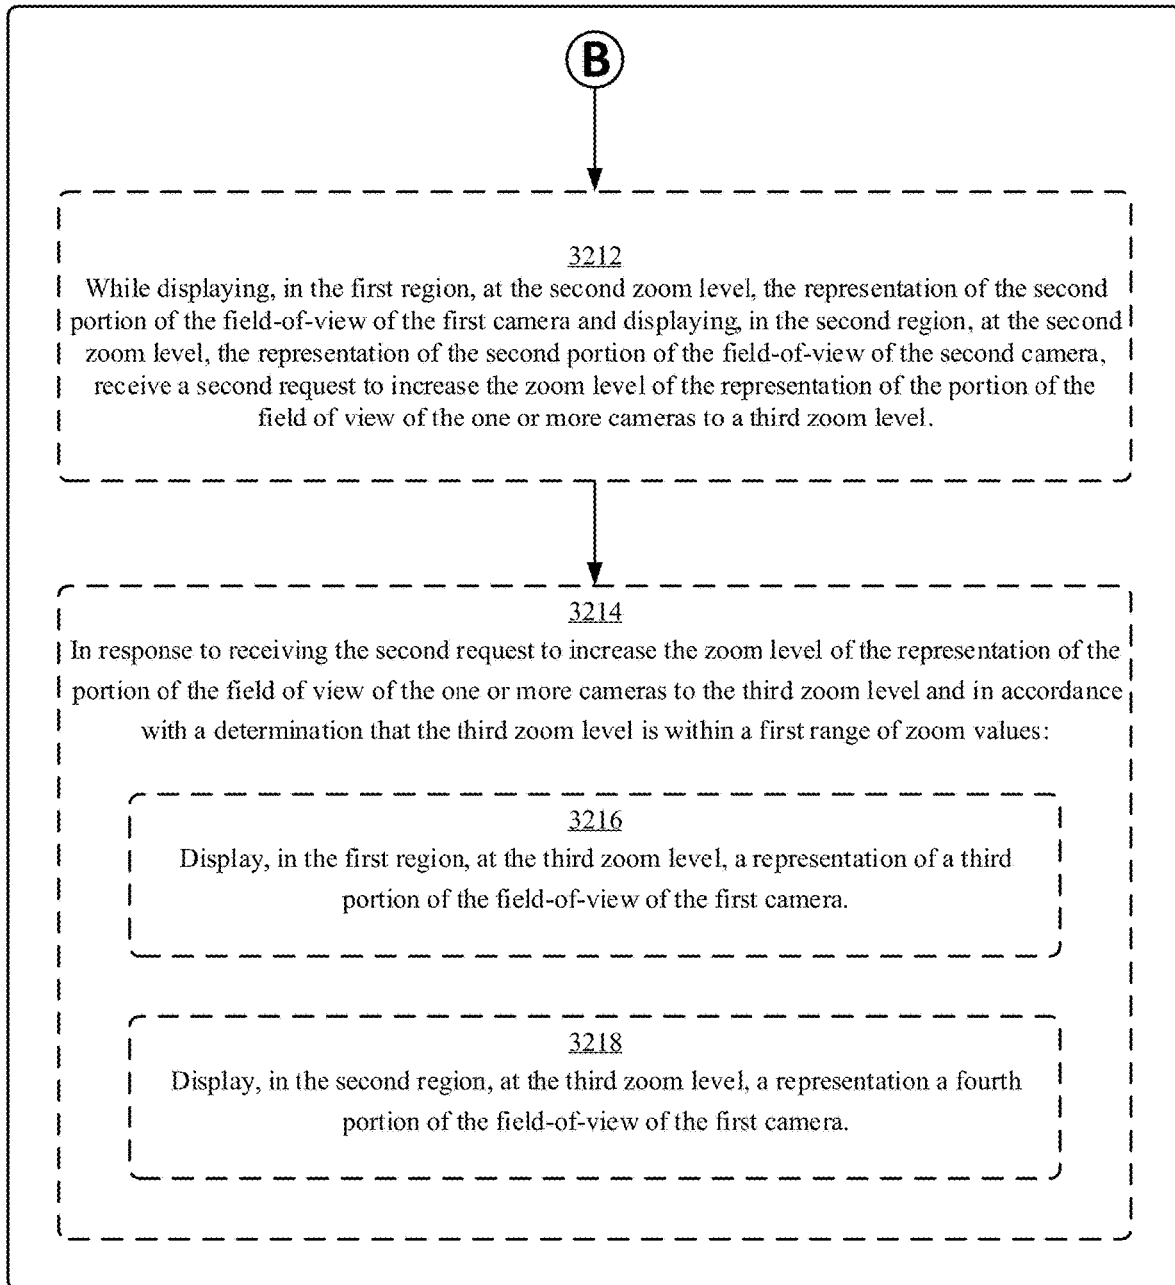 B
3212
While displaying, in the first region, at the second zoom level, the representation of the second
portion of the field-of-view of the first camera and displaying, in the second region, at the second
zoom level, the representation of the second portion of the field-of-view of the second camera,
receive a second request to increase the zoom level of the representation of the portion of the
field of view of the one or more cameras to a third zoom level.
3214
In response to receiving the second request to increase the zoom level of the representation of the
portion of the field of view of the one or more cameras to the third zoom level and in accordance
with a determination that the third zoom level is within a first range of zoom values:
3216
Display, in the first region, at the third zoom level, a representation of a third
portion of the field-of-view of the first camera.
3218
Display, in the second region, at the third zoom level, a representation a fourth
portion of the field-of-view of the first camera.